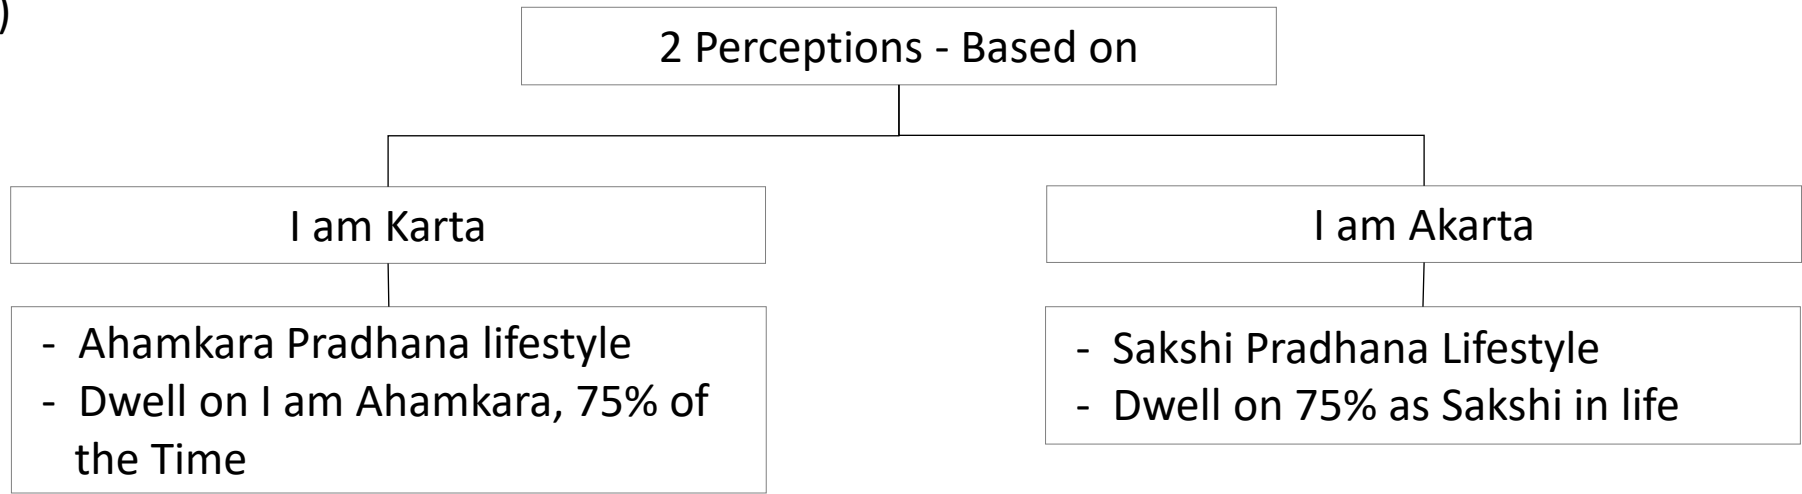 )
2 Perceptions - Based on
I am Karta
I am Akarta
- Ahamkara Pradhana lifestyle
- Dwell on I am Ahamkara, 75% of
the Time
- Sakshi Pradhana Lifestyle
- Dwell on 75% as Sakshi in life